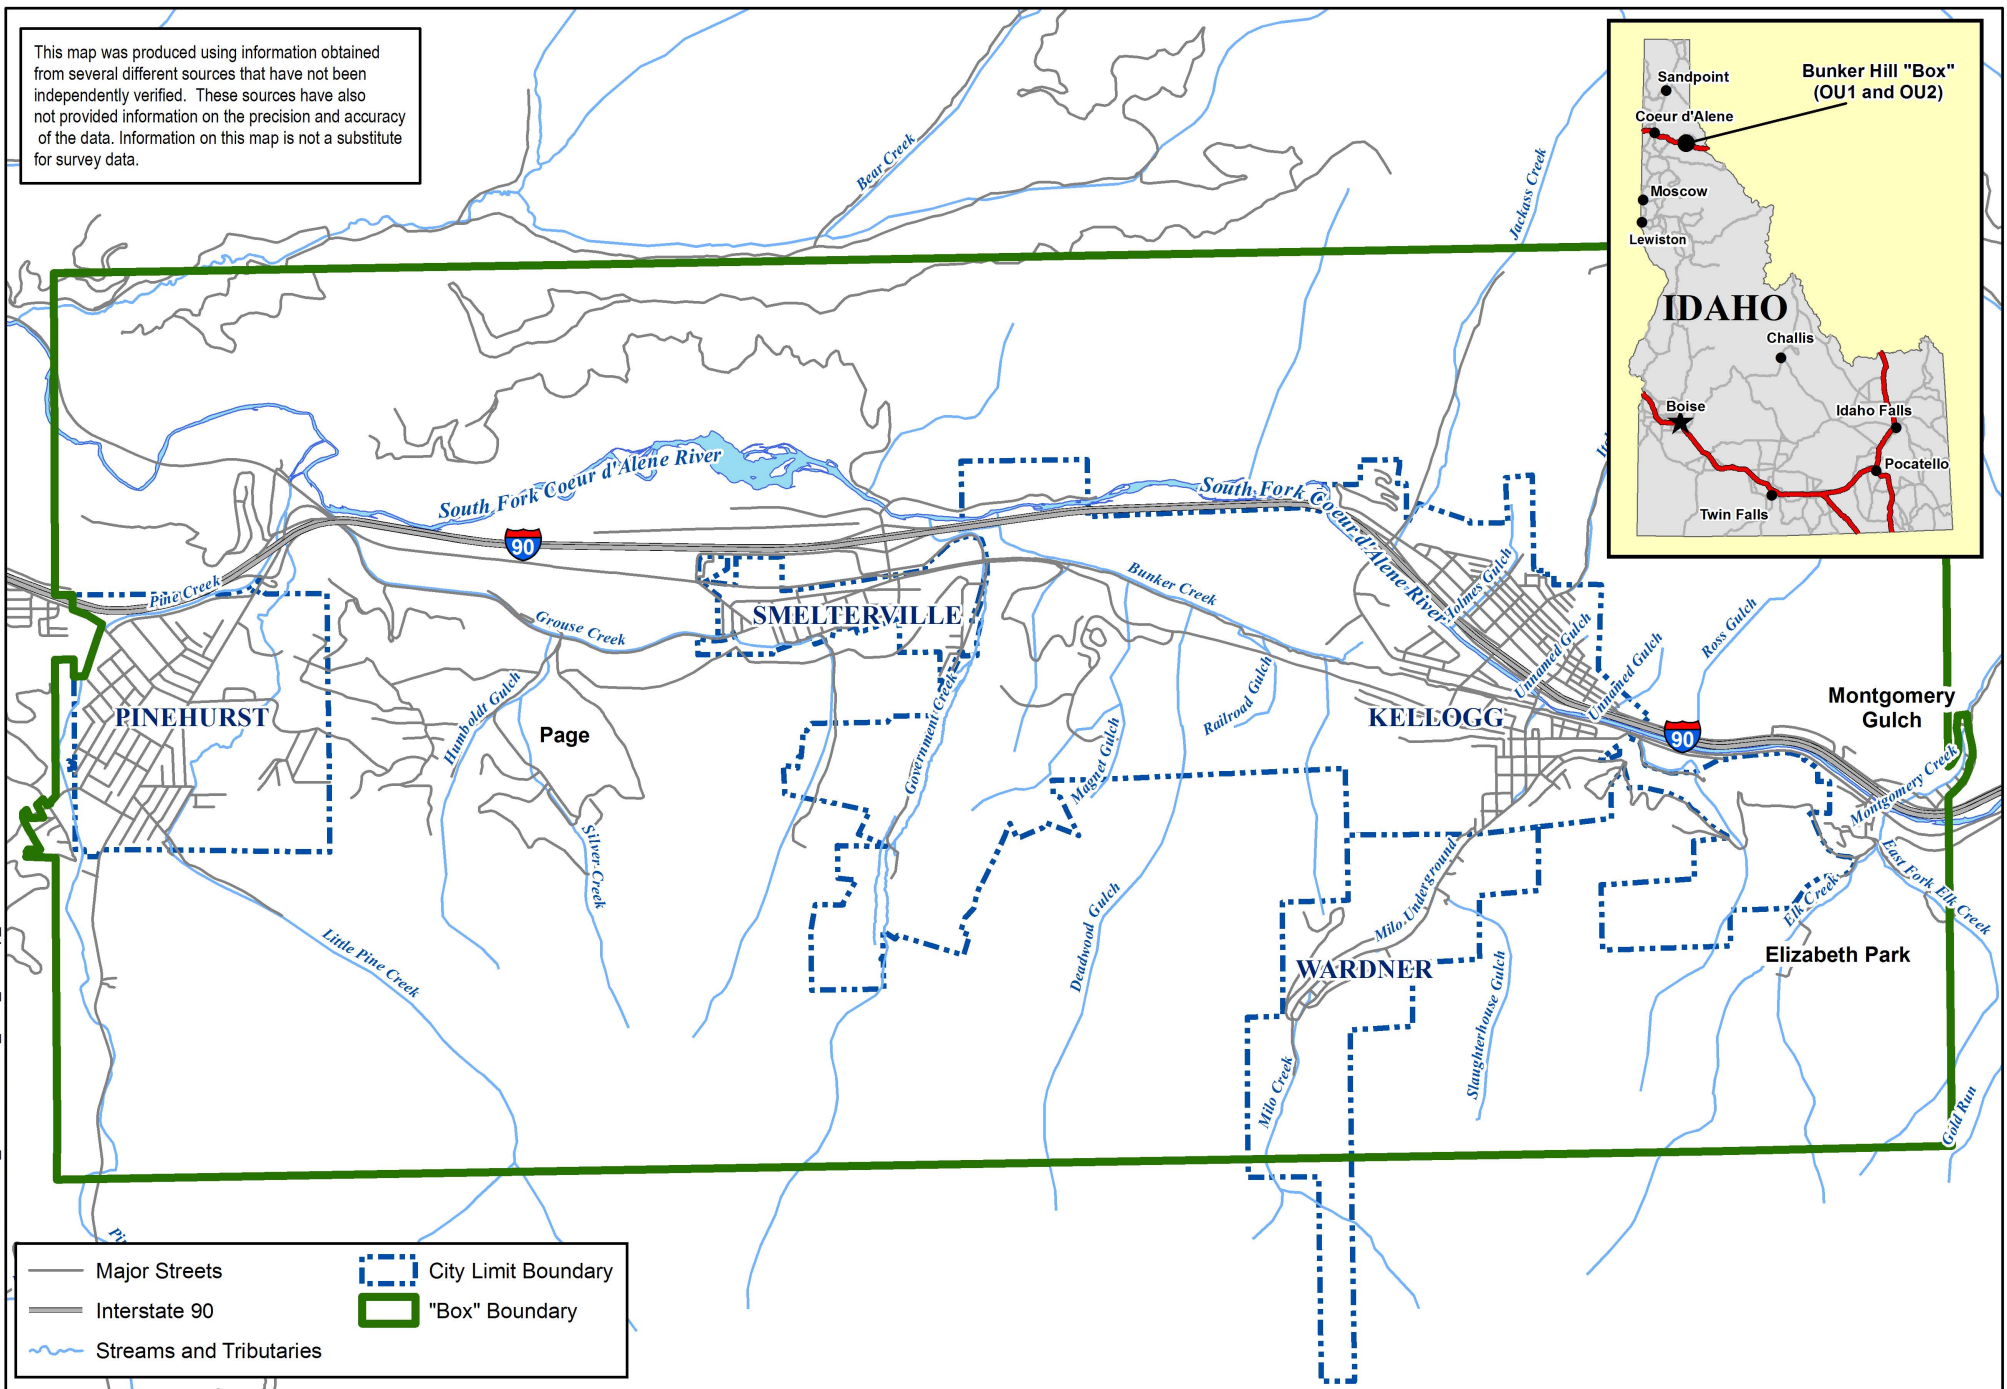 This map was produced using information obtained
from several different sources that have not been
independently verified. These sources have also
not provided information on the precision and accuracy
of the data. Information on this map is not a substitute
for survey data.
Bunker Hill "Box"
(OU1 and OU2)
Sandpoint
Coeur d'Alene
Moscow
Lewiston
IDAHO
Challis
Boise
Idaho Falls
Pocatello
Twin Falls
Bear Creek
Jackass Creek
South Fork Coeur d'Alene River
South Fork Coeur d'Alene River
90
Pine Creek
Grouse Creek
SMELTERVILLE
Bunker Creek
Holmes Gulch
Unnamed Gulch
Unnamed Gulch
Ross Gulch
PINEHURST
Humboldt Gulch
Page
Government Creek
Magnet Gulch
Railroad Gulch
KELLOGG
90
Montgomery
Gulch
Montgomery Creek
Silver Creek
Little Pine Creek
Deadwood Gulch
Milo Underground
WARDNER
Slaughterhouse Gulch
Elk Creek
East Fork Elk Creek
Elizabeth Park
Milo Creek
Gold Run
Major Streets
Interstate 90
Streams and Tributaries
City Limit Boundary
"Box" Boundary